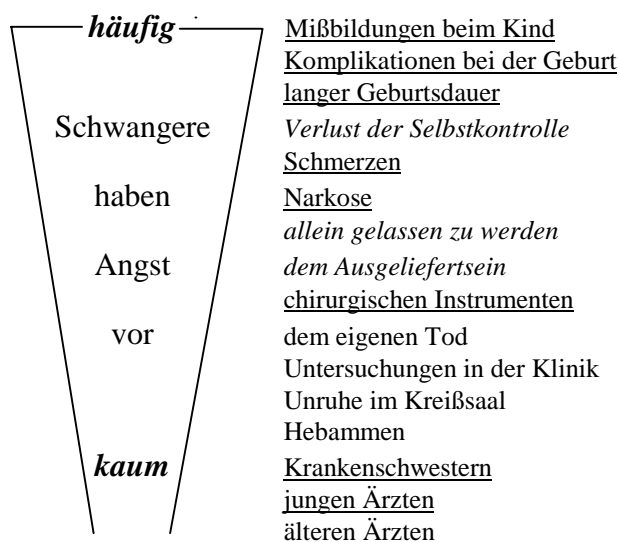 häufig Mißbildungen beim Kind
Komplikationen bei der Geburt
langer Geburtsdauer
Schwangere Verlust der Selbstkontrolle
Schmerzen
haben Narkose
allein gelassen zu werden
Angst dem Ausgeliefertsein
chirurgischen Instrumenten
vor dem eigenen Tod
Untersuchungen in der Klinik
Unruhe im Kreißsaal
Hebammen
kaum Krankenschwestern
jungen Ärzten
älteren Ärzten